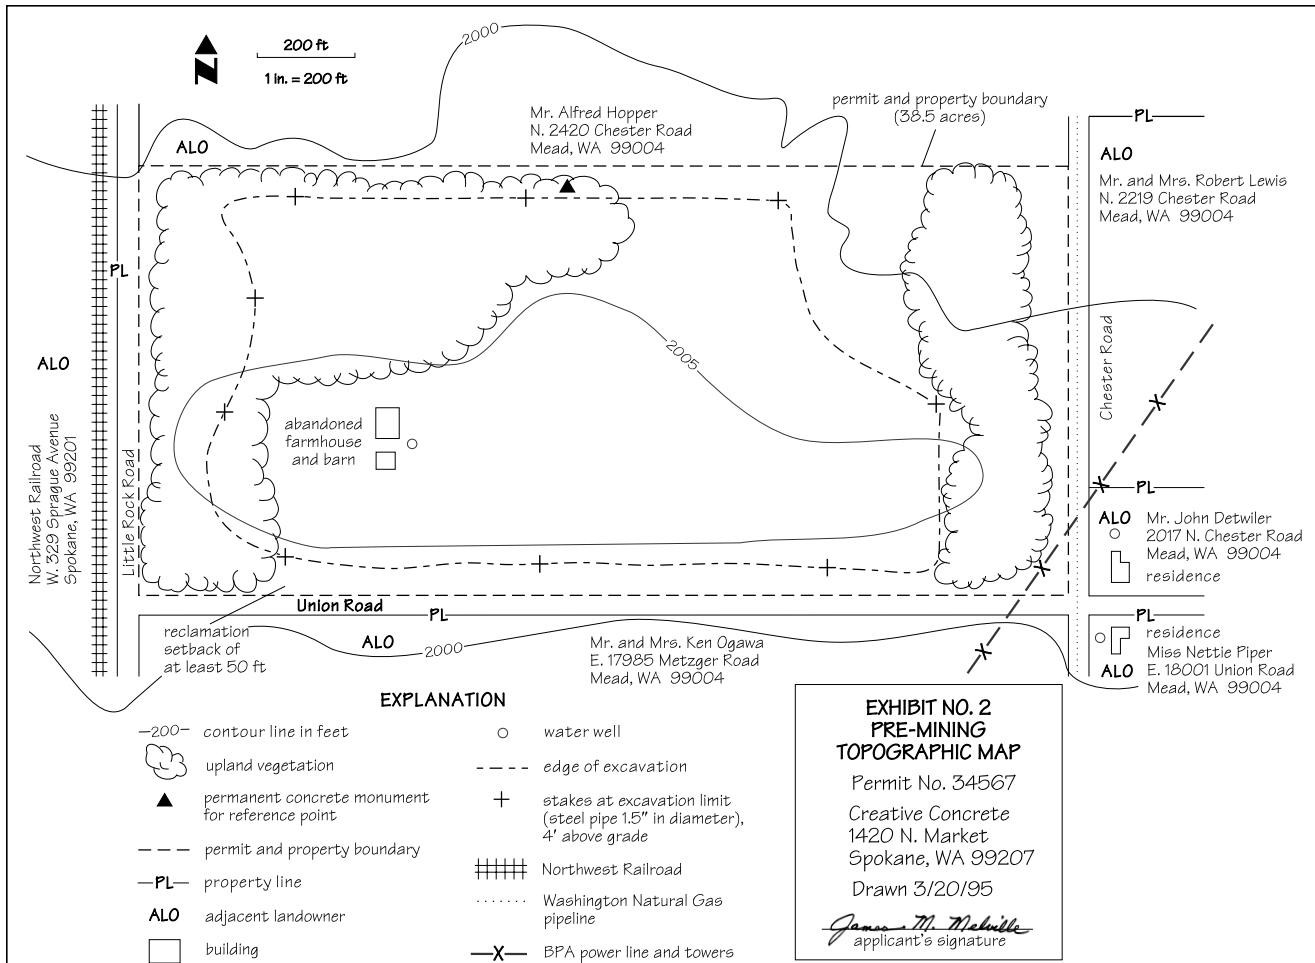 2000
N
200 ft
1 in. = 200 ft
Mr. Alfred Hopper
N. 2420 Chester Road
Mead, WA 99004
permit and property boundary
(38.5 acres)
PL
ALO
ALO
Mr. and Mrs. Robert Lewis
N. 2219 Chester Road
Mead, WA 99004
PL
2005
Chester Road
ALO
Northwest Railroad
W. 329 Sprague Avenue
Spokane, WA 99201
Little Rock Road
abandoned
farmhouse
and barn
X
X
PL
ALO
Mr. John Detwiler
2017 N. Chester Road
Mead, WA 99004
residence
X
Union Road
PL
PL
reclamation
setback of
at least 50 ft
ALO
2000
Mr. and Mrs. Ken Ogawa
E. 17985 Metzger Road
Mead, WA 99004
X
residence
Miss Nettie Piper
ALO
E. 18001 Union Road
Mead, WA 99004
EXPLANATION
200
contour line in feet
upland vegetation
permanent concrete monument
for reference point
permit and property boundary
PL
property line
ALO
adjacent landowner
building
water well
edge of excavation
stakes at excavation limit
(steel pipe 1.5" in diameter),
4' above grade
Northwest Railroad
Washington Natural Gas
pipeline
X
BPA power line and towers
EXHIBIT NO. 2
PRE-MINING
TOPOGRAPHIC MAP
Permit No. 34567
Creative Concrete
1420 N. Market
Spokane, WA 99207
Drawn 3/20/95
James M. Melville
applicant's signature